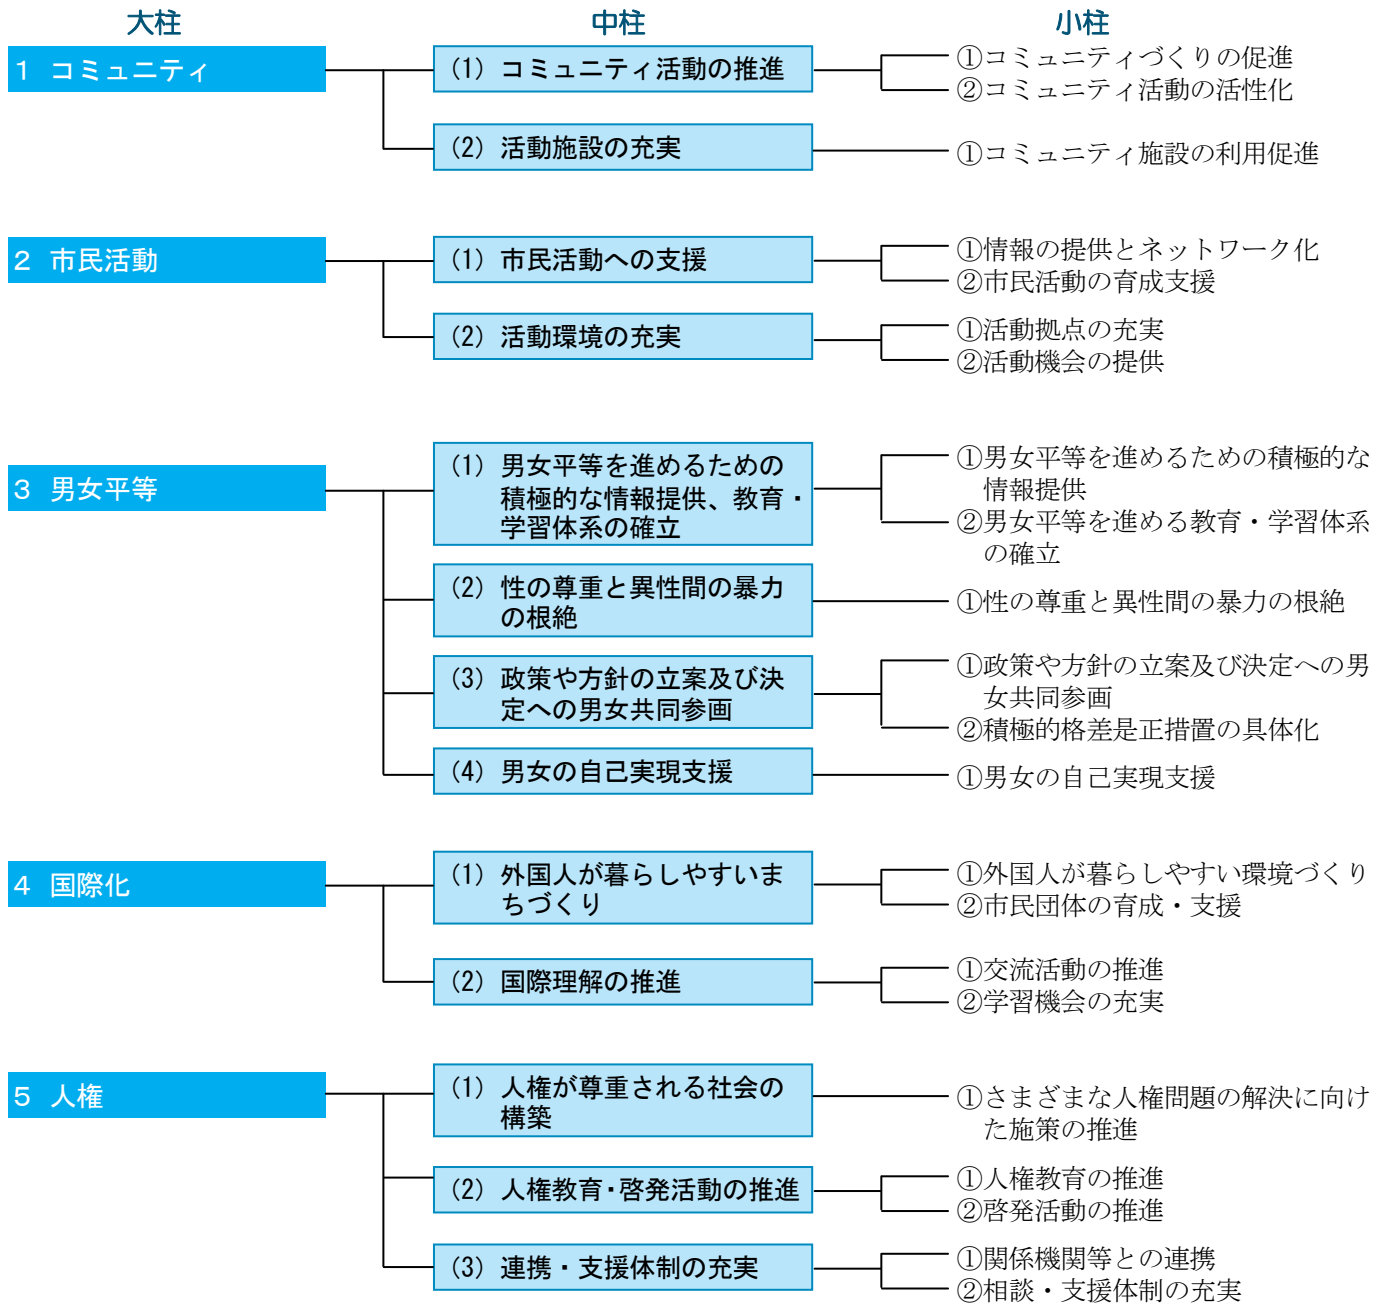 大柱 中柱 小柱
1 コミュニティ
(1) コミュニティ活動の推進
①コミュニティづくりの促進
②コミュニティ活動の活性化
(2) 活動施設の充実
①コミュニティ施設の利用促進
2 市民活動
(1) 市民活動への支援
①情報の提供とネットワーク化
②市民活動の育成支援
(2) 活動環境の充実
①活動拠点の充実
②活動機会の提供
3 男女平等
(1) 男女平等を進めるための
積極的な情報提供、教育・
学習体系の確立
①男女平等を進めるための積極的な
情報提供
②男女平等を進める教育・学習体系
の確立
(2) 性の尊重と異性間の暴力
の根絶
①性の尊重と異性間の暴力の根絶
(3) 政策や方針の立案及び決
定への男女共同参画
①政策や方針の立案及び決定への男
女共同参画
②積極的格差是正措置の具体化
(4) 男女の自己実現支援
①男女の自己実現支援
4 国際化
(1) 外国人が暮らしやすいま
ちづくり
①外国人が暮らしやすい環境づくり
②市民団体の育成・支援
(2) 国際理解の推進
①交流活動の推進
②学習機会の充実
5 人権
(1) 人権が尊重される社会の
構築
①さまざまな人権問題の解決に向け
た施策の推進
(2) 人権教育・啓発活動の推進
①人権教育の推進
②啓発活動の推進
(3) 連携・支援体制の充実
①関係機関等との連携
②相談・支援体制の充実